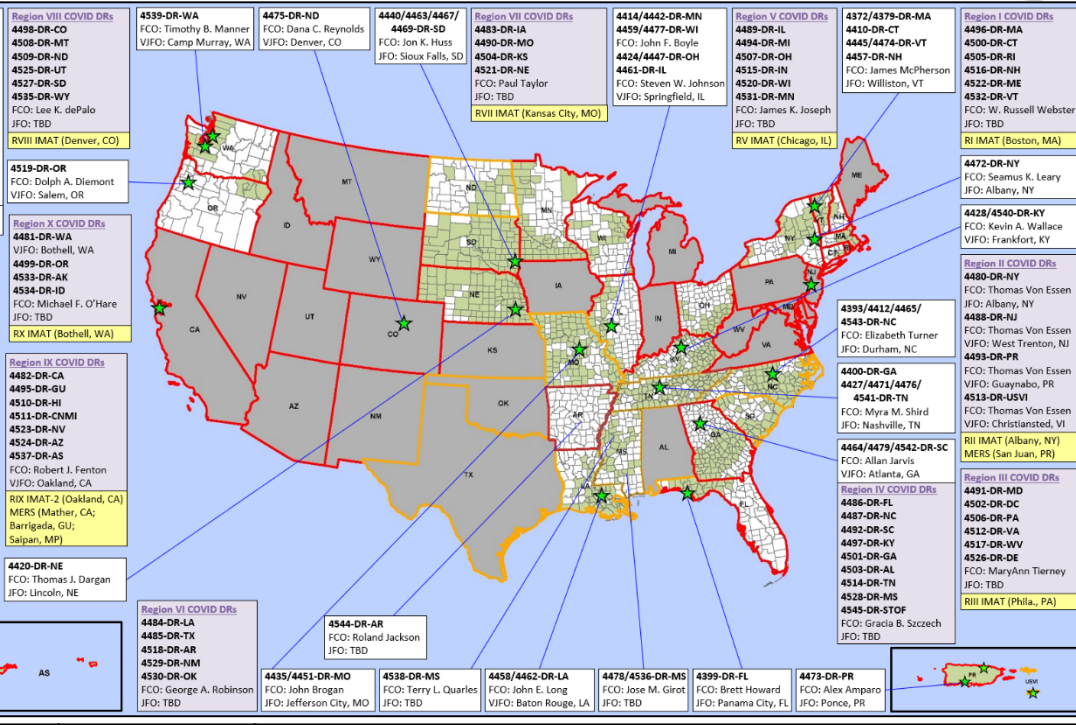 Region VIII COVID DRs
4498-DR-CO
4508-DR-MT
4509-DR-ND
4525-DR-UT
4527-DR-SD
4535-DR-WY
FCO: Lee K. dePalo
JFO: TBD
RVIII IMAT (Denver, CO)
4539-DR-WA
FCO: Timothy B. Manner
VJFO: Camp Murray, WA
4475-DR-ND
FCO: Dana C. Reynolds
VJFO: Denver, CO
4440/4463/4467/
4469-DR-SD
FCO: Jon K. Huss
JFO: Sioux Falls, SD
Region VII COVID DRs
4483-DR-IA
4490-DR-MO
4504-DR-KS
4521-DR-NE
FCO: Paul Taylor
JFO: TBD
RVII IMAT (Kansas City, MO)
4414/4442-DR-MN
4459/4477-DR-WI
FCO: John F. Boyle
4424/4447-DR-OH
4461-DR-IL
FCO: Steven W. Johnson
VJFO: Springfield, IL
Region V COVID DRs
4489-DR-IL
4494-DR-MI
4507-DR-OH
4515-DR-IN
4520-DR-WI
4531-DR-MN
FCO: James K. Joseph
JFO: TBD
RV IMAT (Chicago, IL)
4372/4379-DR-MA
4410-DR-CT
4445/4474-DR-VT
4457-DR-NH
FCO: James McPherson
JFO: Williston, VT
Region I COVID DRs
4496-DR-MA
4500-DR-CT
4505-DR-RI
4516-DR-NH
4522-DR-ME
4532-DR-VT
FCO: W. Russell Webster
JFO: TBD
RI IMAT (Boston, MA)
4519-DR-OR
FCO: Dolph A. Diemont
VJFO: Salem, OR
4472-DR-NY
FCO: Seamus K. Leary
JFO: Albany, NY
Region X COVID DRs
4481-DR-WA
VJFO: Bothell, WA
4499-DR-OR
4533-DR-AK
4534-DR-ID
FCO: Michael F. O'Hare
JFO: TBD
RX IMAT (Bothell, WA)
4428/4540-DR-KY
FCO: Kevin A. Wallace
VJFO: Frankfort, KY
Region II COVID DRs
4480-DR-NY
FCO: Thomas Von Essen
JFO: Albany, NY
4488-DR-NJ
FCO: Thomas Von Essen
VJFO: West Trenton, NJ
4493-DR-PR
FCO: Thomas Von Essen
VJFO: Guaynabo, PR
4513-DR-USVI
FCO: Thomas Von Essen
VJFO: Christiansted, VI
RII IMAT (Albany, NY)
MERS (San Juan, PR)
4393/4412/4465/
4543-DR-NC
FCO: Elizabeth Turner
JFO: Durham, NC
Region IX COVID DRs
4482-DR-CA
4495-DR-GU
4510-DR-HI
4511-DR-CNMI
4523-DR-NV
4524-DR-AZ
4537-DR-AS
FCO: Robert J. Fenton
VJFO: Oakland, CA
RIX IMAT-2 (Oakland, CA)
MERS (Mather, CA;
Barrigada, GU;
Saipan, MP)
4400-DR-GA
4427/4471/4476/
4541-DR-TN
FCO: Myra M. Shird
JFO: Nashville, TN
4464/4479/4542-DR-SC
FCO: Allan Jarvis
VJFO: Atlanta, GA
Region IV COVID DRs
4486-DR-FL
4487-DR-NC
4492-DR-SC
4497-DR-KY
4501-DR-GA
4503-DR-AL
4514-DR-TN
4528-DR-MS
4545-DR-STOF
FCO: Gracia B. Szczech
JFO: TBD
Region III COVID DRs
4491-DR-MD
4502-DR-DC
4506-DR-PA
4512-DR-VA
4517-DR-WV
4526-DR-DE
FCO: MaryAnn Tierney
JFO: TBD
RIII IMAT (Phila., PA)
4420-DR-NE
FCO: Thomas J. Dargan
JFO: Lincoln, NE
Region VI COVID DRs
4484-DR-LA
4485-DR-TX
4518-DR-AR
4529-DR-NM
4530-DR-OK
FCO: George A. Robinson
JFO: TBD
4544-DR-AR
FCO: Roland Jackson
JFO: TBD
4435/4451-DR-MO
FCO: John Brogan
JFO: Jefferson City, MO
4538-DR-MS
FCO: Terry L. Quarles
JFO: TBD
4458/4462-DR-LA
FCO: John E. Long
VJFO: Baton Rouge, LA
4478/4536-DR-MS
FCO: Jose M. Girot
JFO: TBD
4399-DR-FL
FCO: Brett Howard
JFO: Panama City, FL
4473-DR-PR
FCO: Alex Amparo
JFO: Ponce, PR
WA
OR
MT
ID
WY
NV
UT
CA
CO
AZ
NM
ND
SD
NE
KS
OK
TX
MN
IA
MO
AR
LA
WI
IL
MI
IN
OH
KY
TN
MS
AL
GA
FL
SC
NC
VA
WV
PA
NY
NJ
MD
VT
NH
MA
CT
ME
AS
PR
USVI